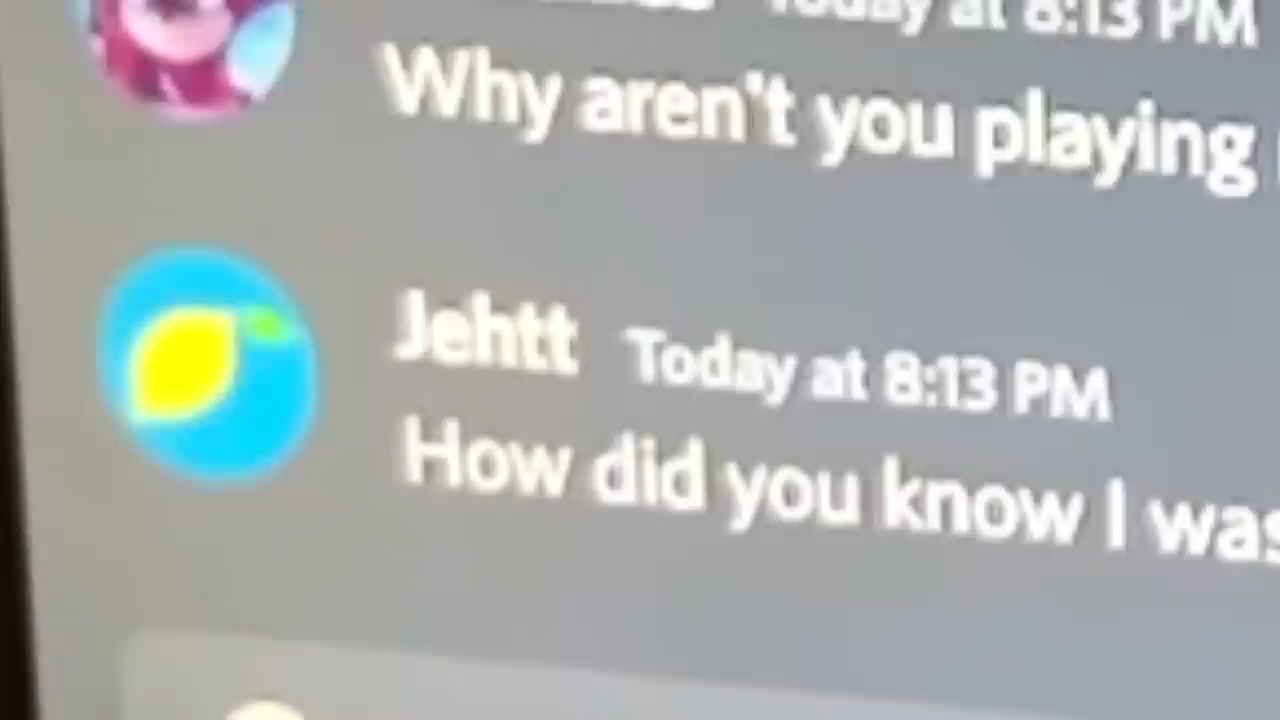 Today at 8:13 PM
Why aren't you playing
Jehtt Today at 8:13 PM
How did you know I was